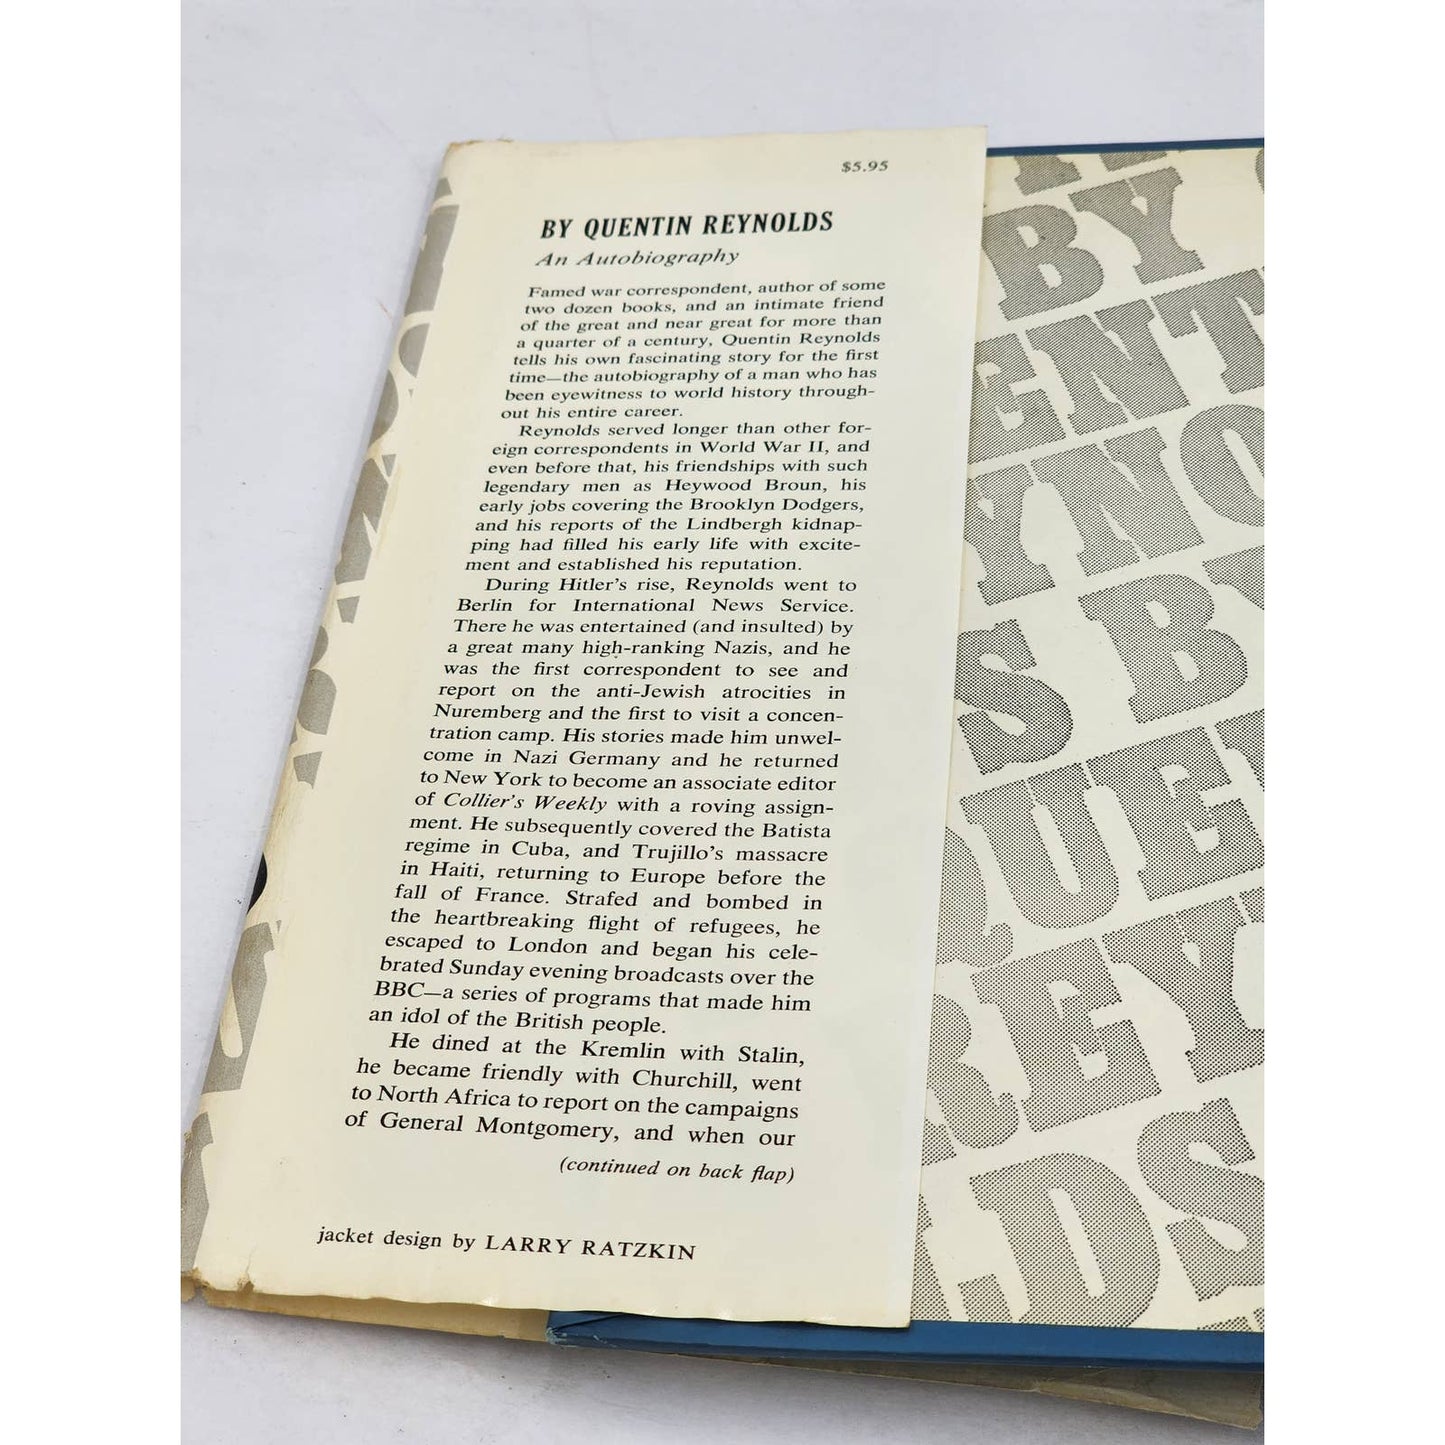 $5.95
BY QUENTIN REYNOLDS
An Autobiography
Famed war correspondent, author of some
two dozen books, and an intimate friend
of the great and near great for more than
a quarter of a century, Quentin Reynolds
tells his own fascinating story for the first
time—the autobiography of a man who has
been eyewitness to world history through-
out his entire career.
Reynolds served longer than other for-
eign correspondents in World War II, and
even before that, his friendships with such
legendary men as Heywood Broun, his
early jobs covering the Brooklyn Dodgers,
and his reports of the Lindbergh kidnap-
ping had filled his early life with excite-
ment and established his reputation.
During Hitler's rise, Reynolds went to
Berlin for International News Service.
There he was entertained (and insulted) by
a great many high-ranking Nazis, and he
was the first correspondent to see and
report on the anti-Jewish atrocities in
Nuremberg and the first to visit a concen-
tration camp. His stories made him unwel-
come in Nazi Germany and he returned
to New York to become an associate editor
of Collier's Weekly with a roving assign-
ment. He subsequently covered the Batista
regime in Cuba, and Trujillo's massacre
in Haiti, returning to Europe before the
fall of France. Strafed and bombed in
the heartbreaking flight of refugees, he
escaped to London and began his cele-
brated Sunday evening broadcasts over the
BBC—a series of programs that made him
an idol of the British people.
He dined at the Kremlin with Stalin,
he became friendly with Churchill, went
to North Africa to report on the campaigns
of General Montgomery, and when our
(continued on back flap)
jacket design by LARRY RATZKIN
BY
ENT
YNO
S BY
QUE
REY
LDS